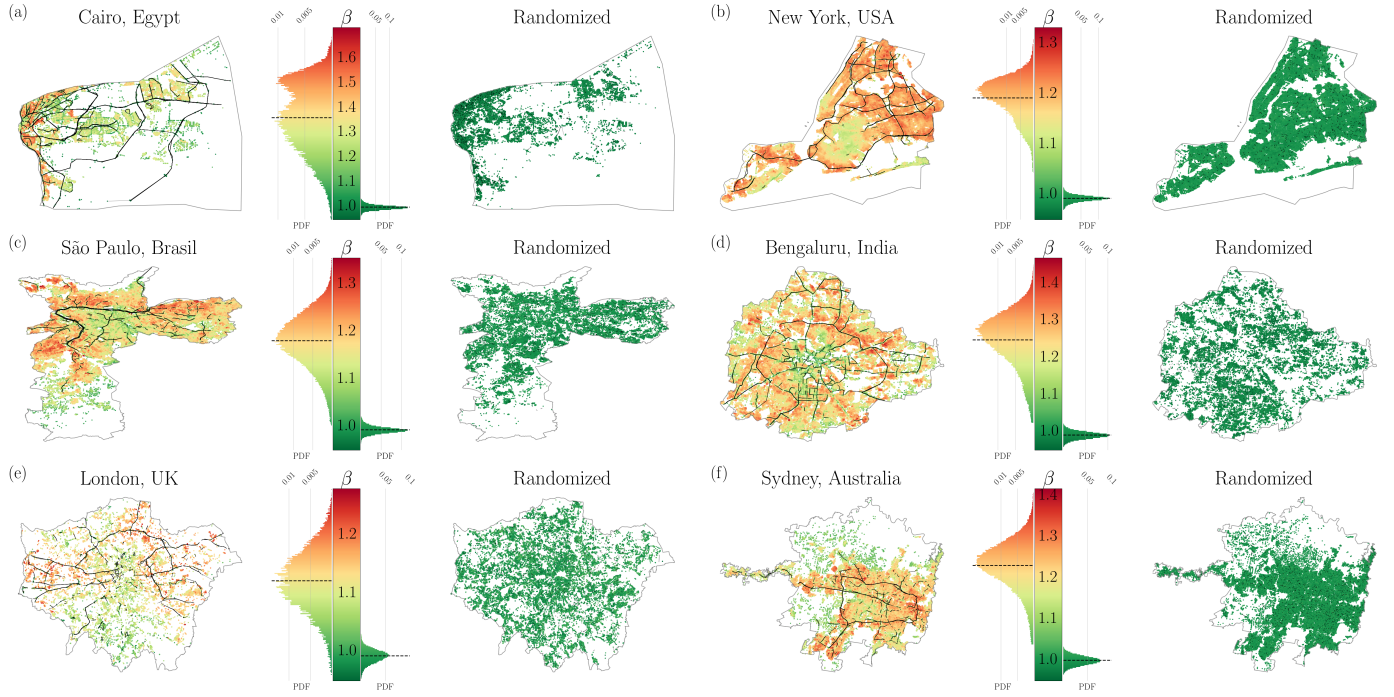 (a)
Cairo, Egypt
0.01
0.005
β
0.05
0.1
Randomized
1.6
1.5
1.4
1.3
1.2
1.1
1.0
PDF
PDF
(b)
New York, USA
0.01
0.005
β
0.05
0.1
Randomized
1.3
1.2
1.1
1.0
PDF
PDF
(c)
São Paulo, Brasil
0.01
0.005
β
0.05
0.1
Randomized
1.3
1.2
1.1
1.0
PDF
PDF
(d)
Bengaluru, India
0.01
0.005
β
0.05
0.1
Randomized
1.4
1.3
1.2
1.1
1.0
PDF
PDF
(e)
London, UK
0.01
0.005
β
0.05
0.1
Randomized
1.2
1.1
1.0
PDF
PDF
(f)
Sydney, Australia
0.01
0.005
β
0.05
0.1
Randomized
1.4
1.3
1.2
1.1
1.0
PDF
PDF